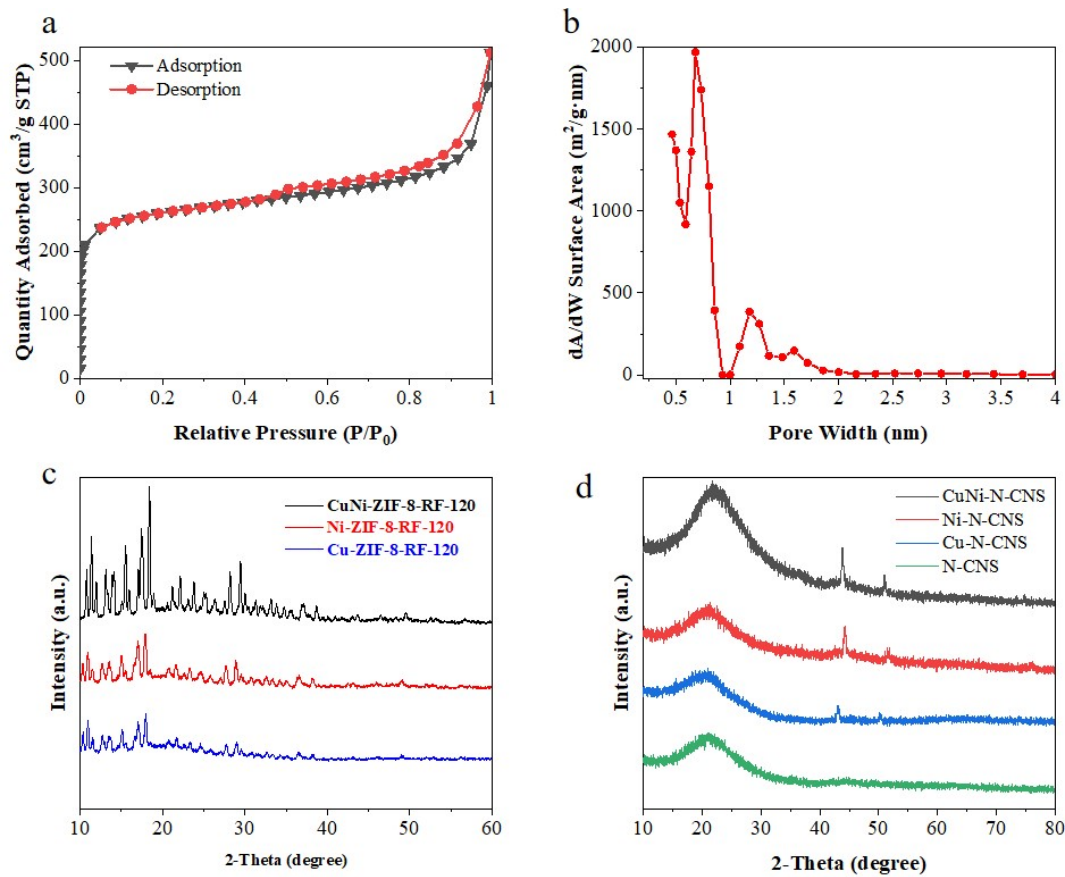 a
Adsorption
Desorption
Quantity Adsorbed (cm³/g STP)
500
400
300
200
100
0
0
0.2
0.4
0.6
0.8
1
Relative Pressure (P/P₀)
b
dA/dW Surface Area (m²/g·nm)
2000
1500
1000
500
0
0.5
1
1.5
2
2.5
3
3.5
4
Pore Width (nm)
c
CuNi-ZIF-8-RF-120
Ni-ZIF-8-RF-120
Cu-ZIF-8-RF-120
Intensity (a.u.)
10
20
30
40
50
60
2-Theta (degree)
d
CuNi-N-CNS
Ni-N-CNS
Cu-N-CNS
N-CNS
Intensity (a.u.)
10
20
30
40
50
60
70
80
2-Theta (degree)